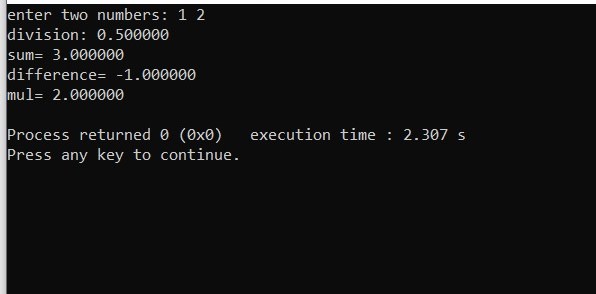 enter two numbers: 1 2
division: 0.500000
sum= 3.000000
difference= -1.000000
mul= 2.000000
Process returned 0 (0x0)   execution time : 2.307 s
Press any key to continue.